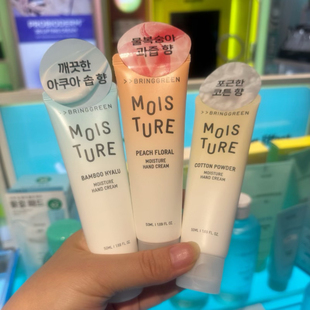 깨끗한
아쿠아 솝 향
>>BRINGGREEN
MOIS
TURE
BAMBOO HYALU
MOISTURE
HAND CREAM
물복숭아
과즙 향
>>BRINGGREEN
MOIS
TURE
PEACH FLORAL
MOISTURE
HAND CREAM
포근한
코튼 향
>>BRINGGREEN
MOIS
TURE
COTTON POWDER
MOISTURE
HAND CREAM